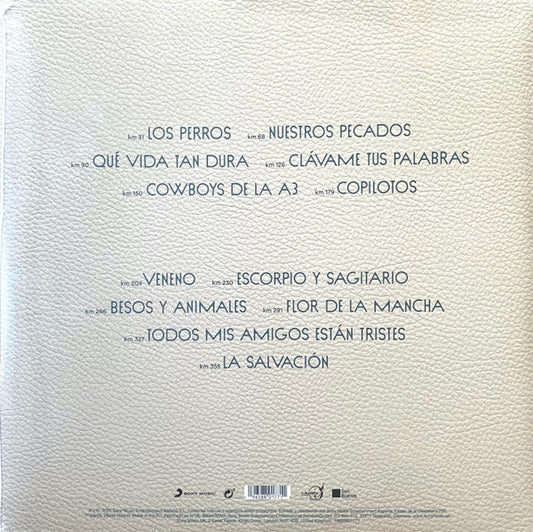 km 31 LOS PERROS km 68 NUESTROS PECADOS
km 90 QUÉ VIDA TAN DURA km 126 CLÁVAME TUS PALABRAS
km 150 COWBOYS DE LA A3 km 179 COPILOTOS
km 204 VENENO km 230 ESCORPIO Y SAGITARIO
km 266 BESOS Y ANIMALES km 291 FLOR DE LA MANCHA
km 327 TODOS MIS AMIGOS ESTÁN TRISTES
km 355 LA SALVACIÓN
SONY MUSIC